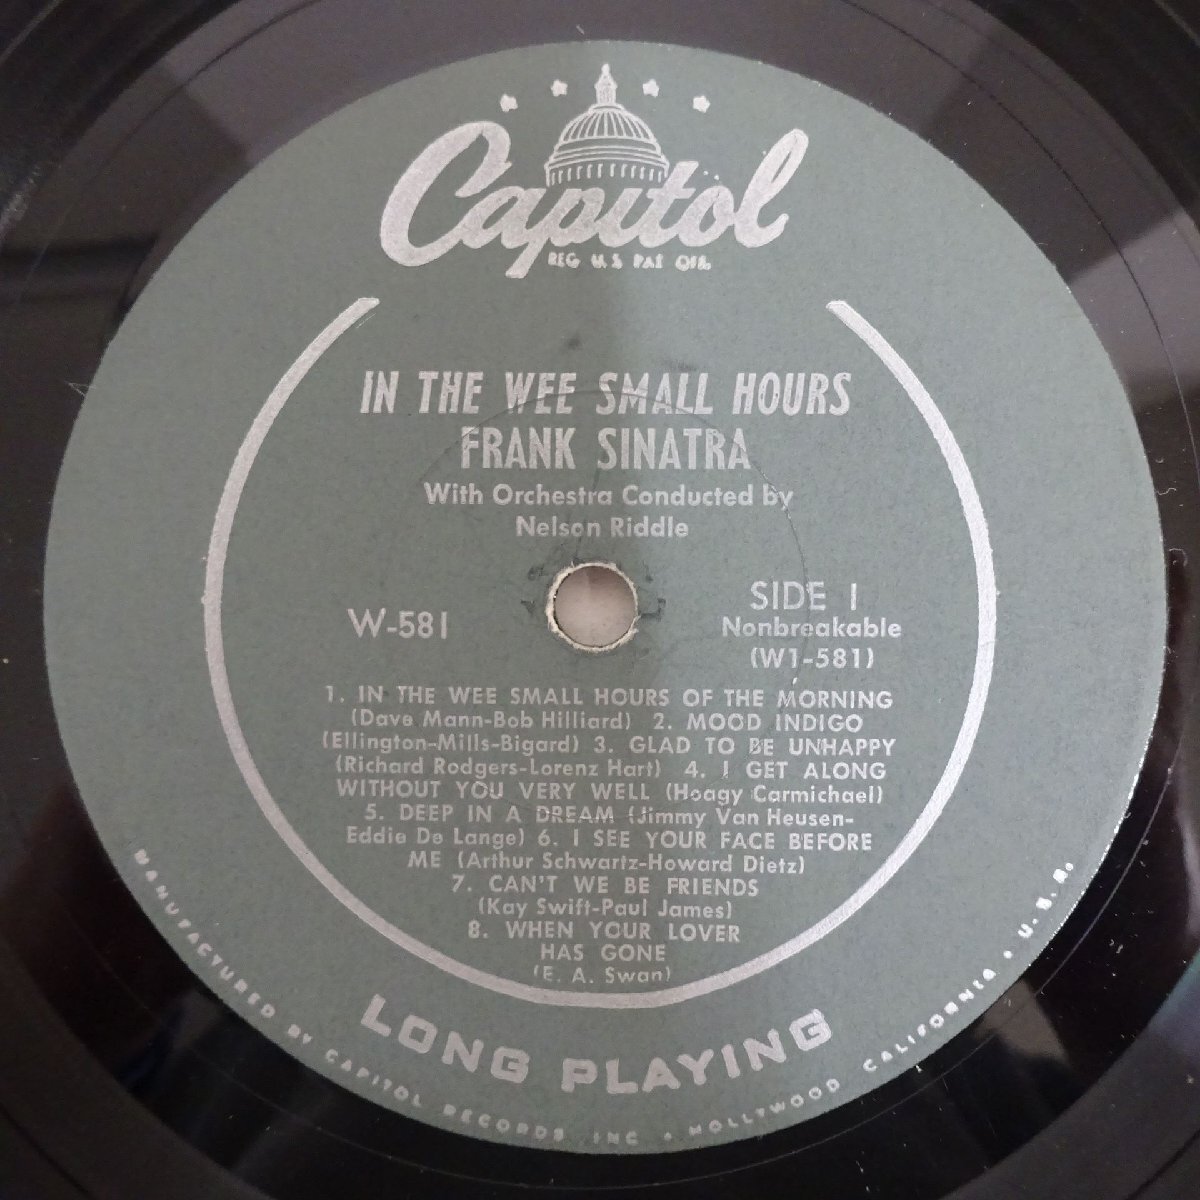 Capitol
REG. U.S. PAT. OFF.
IN THE WEE SMALL HOURS
FRANK SINATRA
With Orchestra Conducted by
Nelson Riddle
W-581
SIDE 1
Nonbreakable
(W1-581)
1. IN THE WEE SMALL HOURS OF THE MORNING
(Dave Mann-Bob Hilliard) 2. MOOD INDIGO
(Ellington-Mills-Bigard) 3. GLAD TO BE UNHAPPY
(Richard Rodgers-Lorenz Hart) 4. I GET ALONG
WITHOUT YOU VERY WELL (Hoagy Carmichael)
5. DEEP IN A DREAM (Jimmy Van Heusen-
Eddie De Lange) 6. I SEE YOUR FACE BEFORE
ME (Arthur Schwartz-Howard Dietz)
7. CAN'T WE BE FRIENDS
(Kay Swift-Paul James)
8. WHEN YOUR LOVER
HAS GONE
(E. A. Swan)
LONG PLAYING
MANUFACTURED BY CAPITOL RECORDS INC • HOLLYWOOD CALIFORNIA • U.S.A.